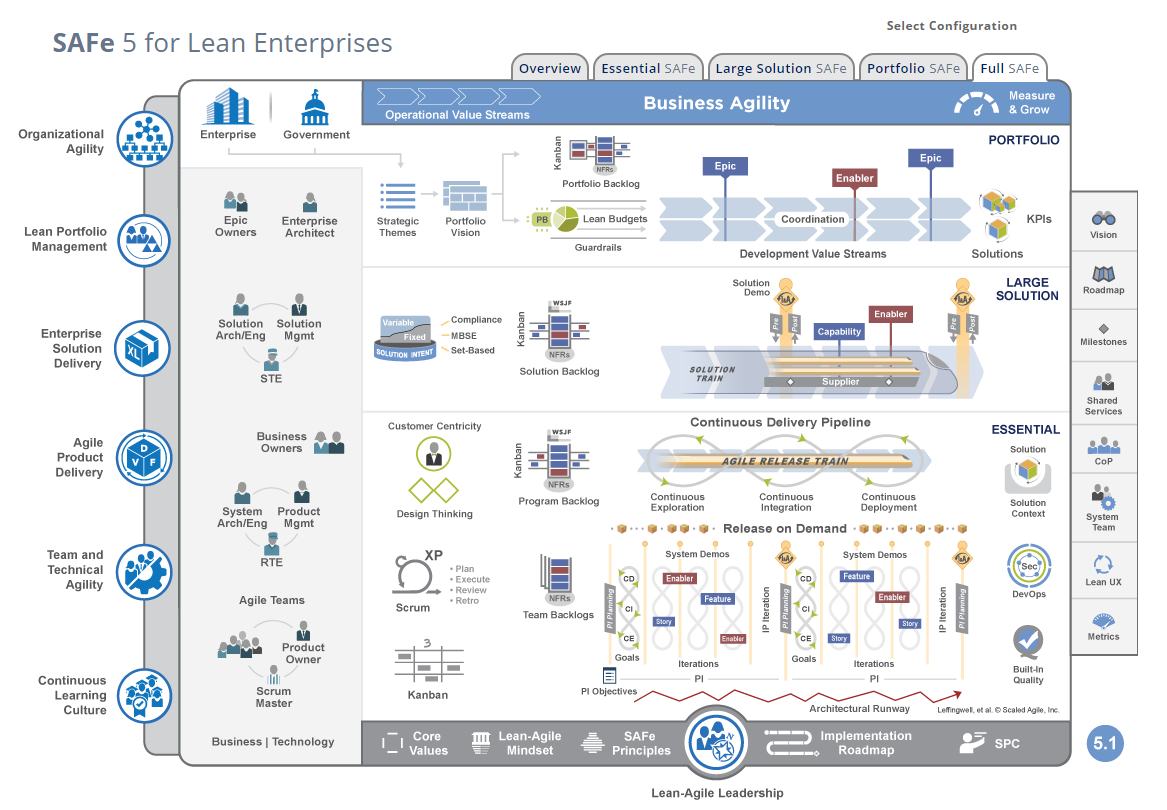 Select Configuration
SAFe 5 for Lean Enterprises
Overview
Essential SAFe
Large Solution SAFe
Portfolio SAFe
Full SAFe
Organizational
Agility
Lean Portfolio
Management
Enterprise
Solution
Delivery
XL
Agile
Product
Delivery
D
V
F
Team and
Technical
Agility
Continuous
Learning
Culture
Enterprise
Government
Operational Value Streams
Business Agility
Measure
& Grow
PORTFOLIO
Epic
Owners
Enterprise
Architect
Strategic
Themes
Portfolio
Vision
Kanban
NFRs
Portfolio Backlog
PB
Lean Budgets
Guardrails
Epic
Enabler
Epic
Coordination
Development Value Streams
KPIs
Solutions
LARGE
SOLUTION
Solution
Arch/Eng
Solution
Mgmt
STE
Variable
Fixed
SOLUTION INTENT
Compliance
MBSE
Set-Based
Kanban
WSJF
NFRs
Solution Backlog
Solution
Demo
I&A
Pre
Post
Capability
Enabler
I&A
Pre
Post
SOLUTION
TRAIN
Supplier
ESSENTIAL
Business
Owners
System
Arch/Eng
Product
Mgmt
RTE
Customer Centricity
Design Thinking
Kanban
WSJF
NFRs
Program Backlog
Continuous Delivery Pipeline
AGILE RELEASE TRAIN
Continuous
Exploration
Continuous
Integration
Continuous
Deployment
Solution
Solution
Context
Release on Demand
Agile Teams
Product
Owner
Scrum
Master
Business | Technology
XP
Scrum
• Plan
• Execute
• Review
• Retro
3
Kanban
NFRs
Team Backlogs
System Demos
PI Planning
CD
CI
CE
Goals
Enabler
Feature
Story
Enabler
Iterations
IP Iteration
I&A
System Demos
PI Planning
CD
CI
CE
Goals
Feature
Enabler
Story
Story
Iterations
IP Iteration
I&A
PI Planning
PI
PI
PI Objectives
Architectural Runway
Sec
DevOps
Built-In
Quality
Leffingwell, et al. © Scaled Agile, Inc.
Vision
Roadmap
Milestones
Shared
Services
CoP
System
Team
Lean UX
Metrics
Core
Values
Lean-Agile
Mindset
SAFe
Principles
Implementation
Roadmap
SPC
Lean-Agile Leadership
5.1